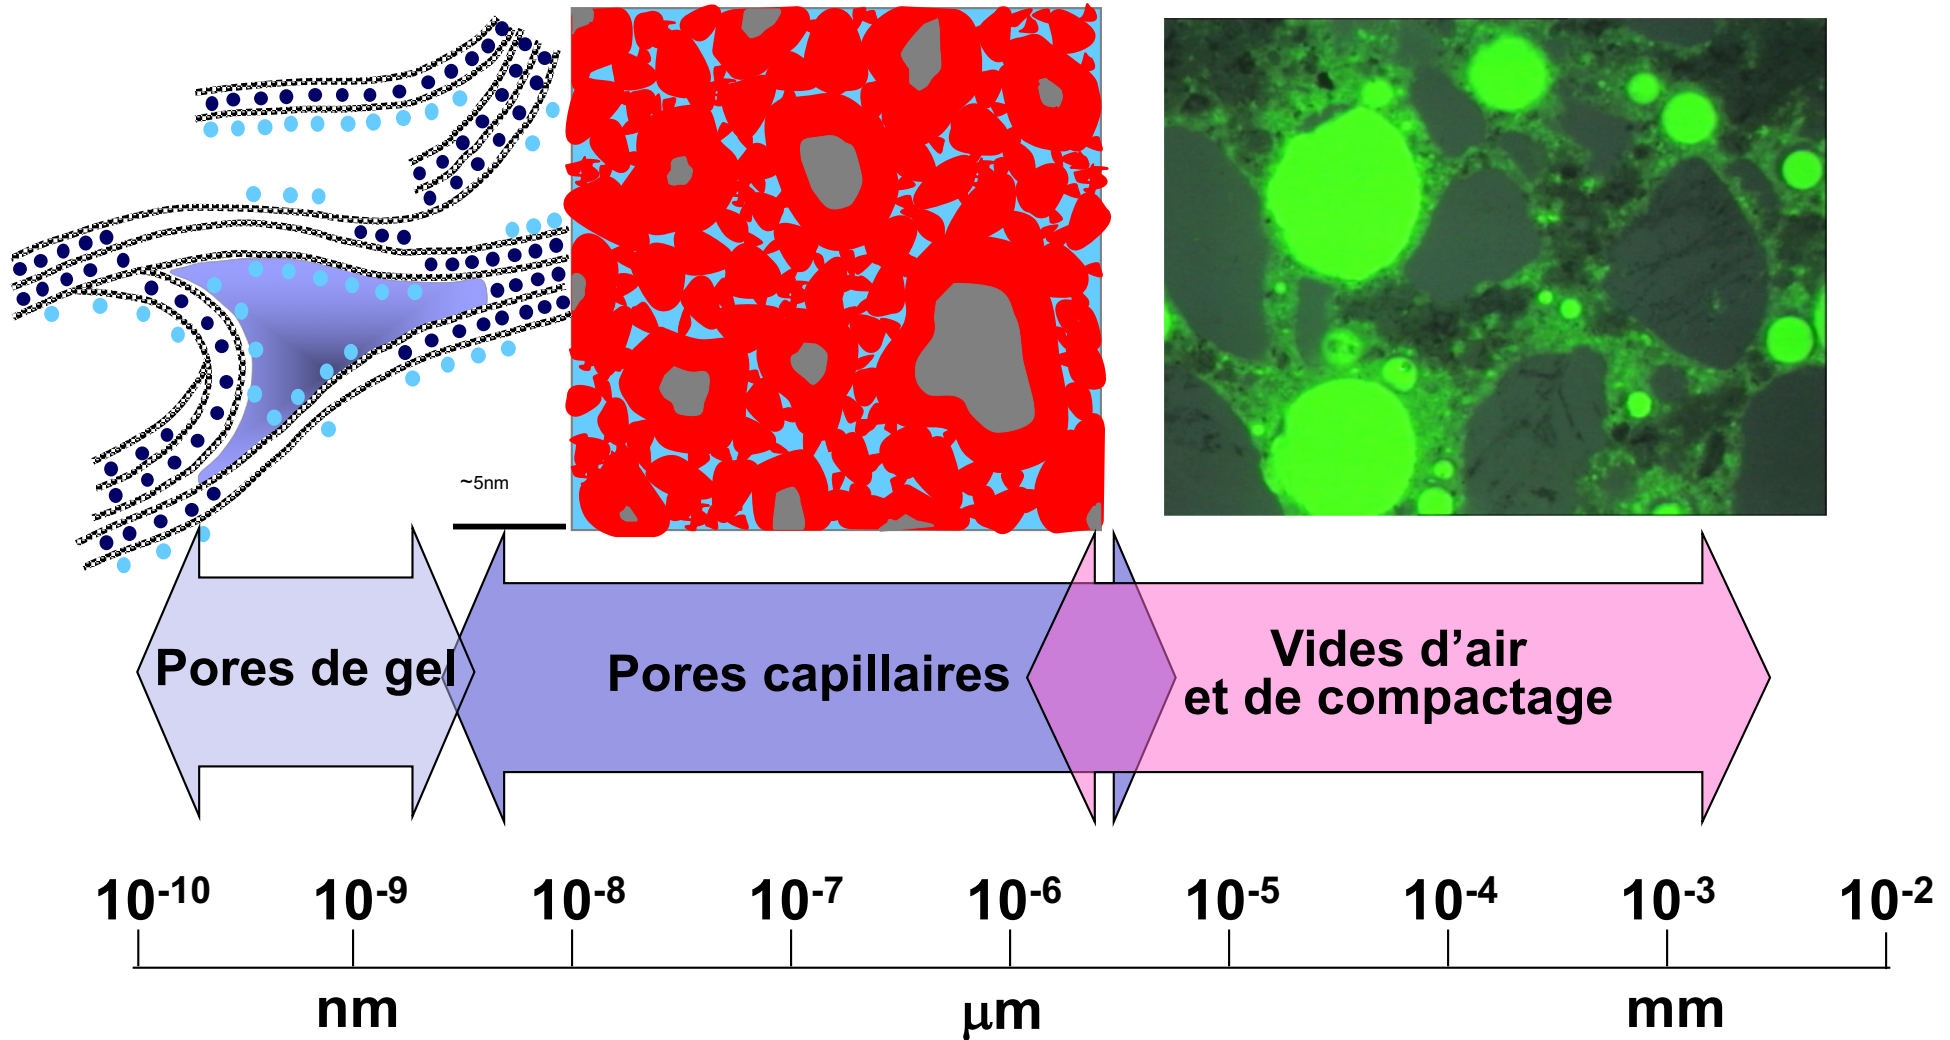 ~5nm
Pores de gel
Pores capillaires
Vides d’air
et de compactage
10-10 10-9 10-8 10-7 10-6 10-5 10-4 10-3 10-2
nm μm mm